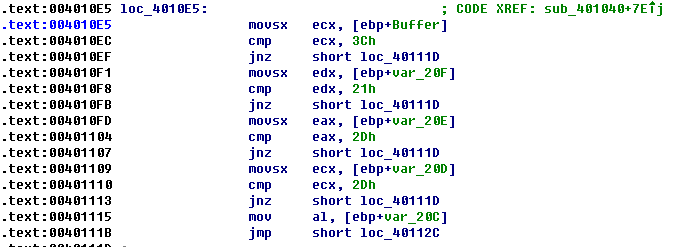 .text:004010E5 loc_4010E5: ; CODE XREF: sub_401040+7E↑j
.text:004010E5 movsx ecx, [ebp+Buffer]
.text:004010EC cmp ecx, 3Ch
.text:004010EF jnz short loc_40111D
.text:004010F1 movsx edx, [ebp+var_20F]
.text:004010F8 cmp edx, 21h
.text:004010FB jnz short loc_40111D
.text:004010FD movsx eax, [ebp+var_20E]
.text:00401104 cmp eax, 2Dh
.text:00401107 jnz short loc_40111D
.text:00401109 movsx ecx, [ebp+var_20D]
.text:00401110 cmp ecx, 2Dh
.text:00401113 jnz short loc_40111D
.text:00401115 mov al, [ebp+var_20C]
.text:0040111B jmp short loc_40112C